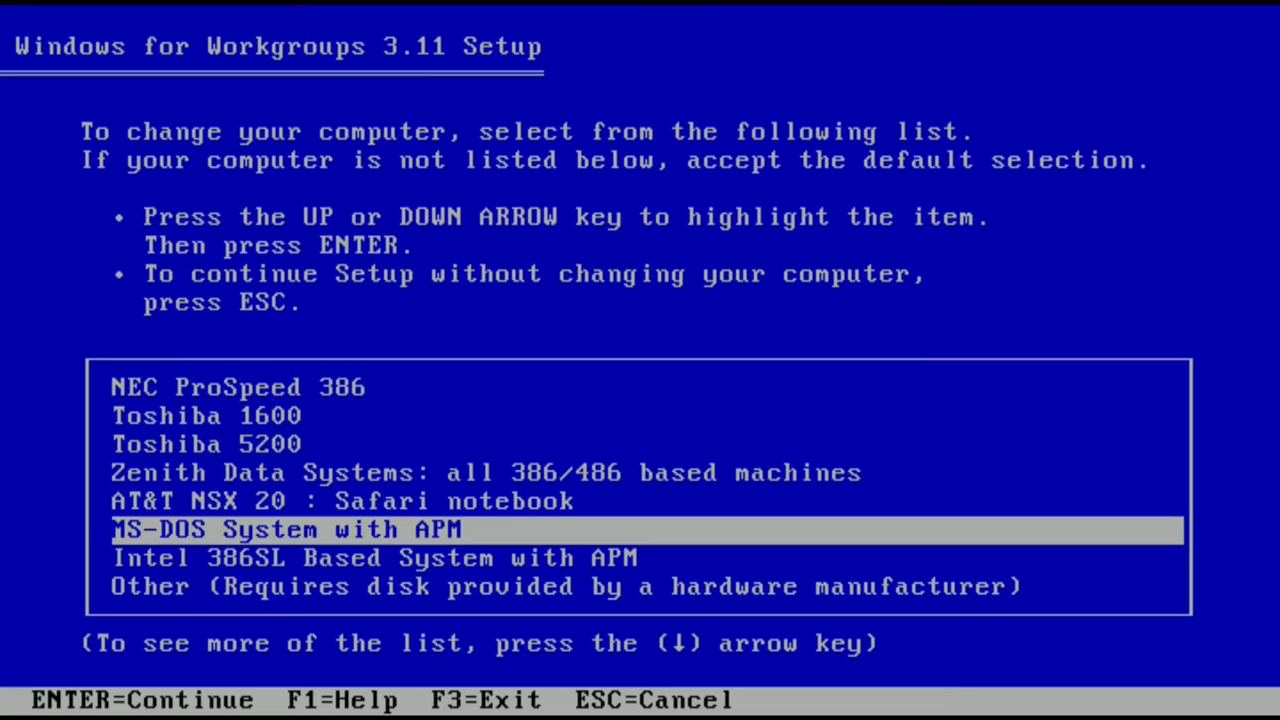 Windows for Workgroups 3.11 Setup
To change your computer, select from the following list.
If your computer is not listed below, accept the default selection.
• Press the UP or DOWN ARROW key to highlight the item.
Then press ENTER.
• To continue Setup without changing your computer,
press ESC.
NEC ProSpeed 386
Toshiba 1600
Toshiba 5200
Zenith Data Systems: all 386/486 based machines
AT&T NSX 20 : Safari notebook
MS-DOS System with APM
Intel 386SL Based System with APM
Other (Requires disk provided by a hardware manufacturer)
(To see more of the list, press the (↓) arrow key)
ENTER=Continue F1=Help F3=Exit ESC=Cancel